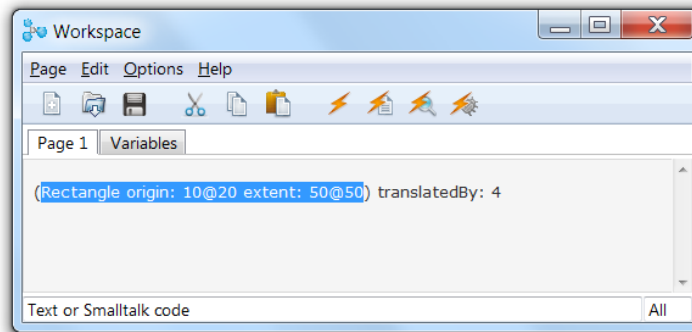 Workspace
Page Edit Options Help
Page 1 Variables
(Rectangle origin: 10@20 extent: 50@50) translatedBy: 4
Text or Smalltalk code All